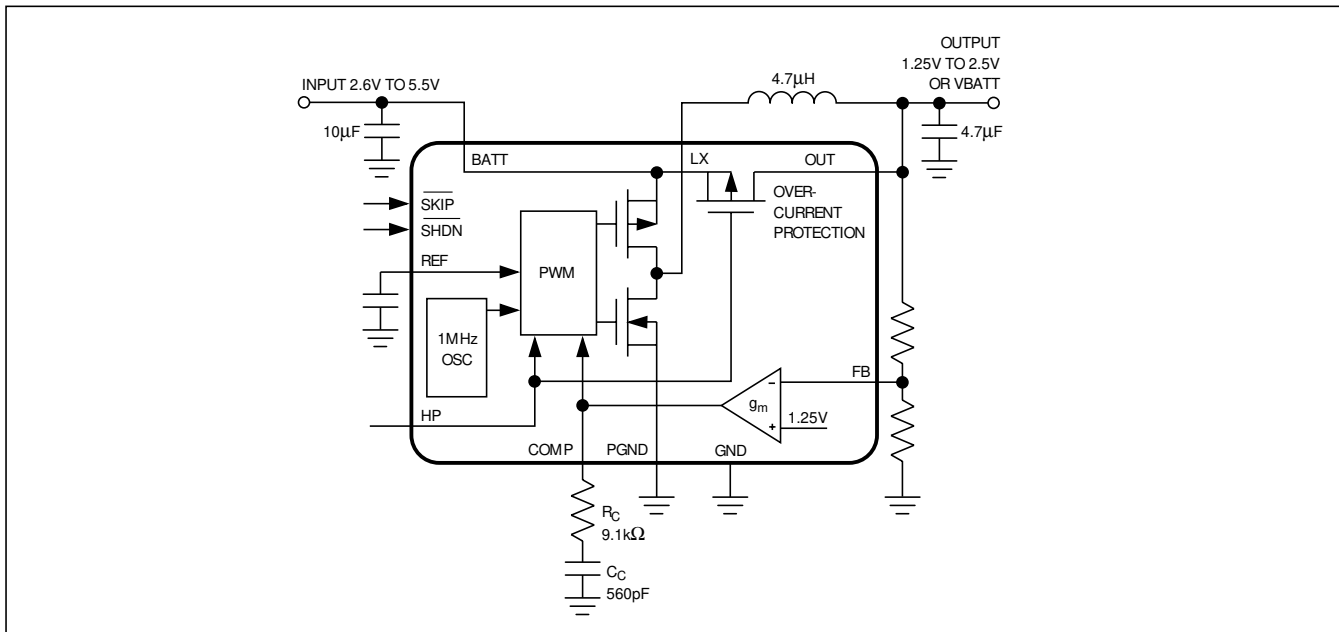 OUTPUT
1.25V TO 2.5V
OR VBATT
4.7μH
INPUT 2.6V TO 5.5V
10μF
4.7μF
BATT
LX
OUT
SKIP
SHDN
OVER-
CURRENT
PROTECTION
REF
PWM
1MHz
OSC
FB
gm
-
+
1.25V
HP
COMP
PGND
GND
RC
9.1kΩ
CC
560pF